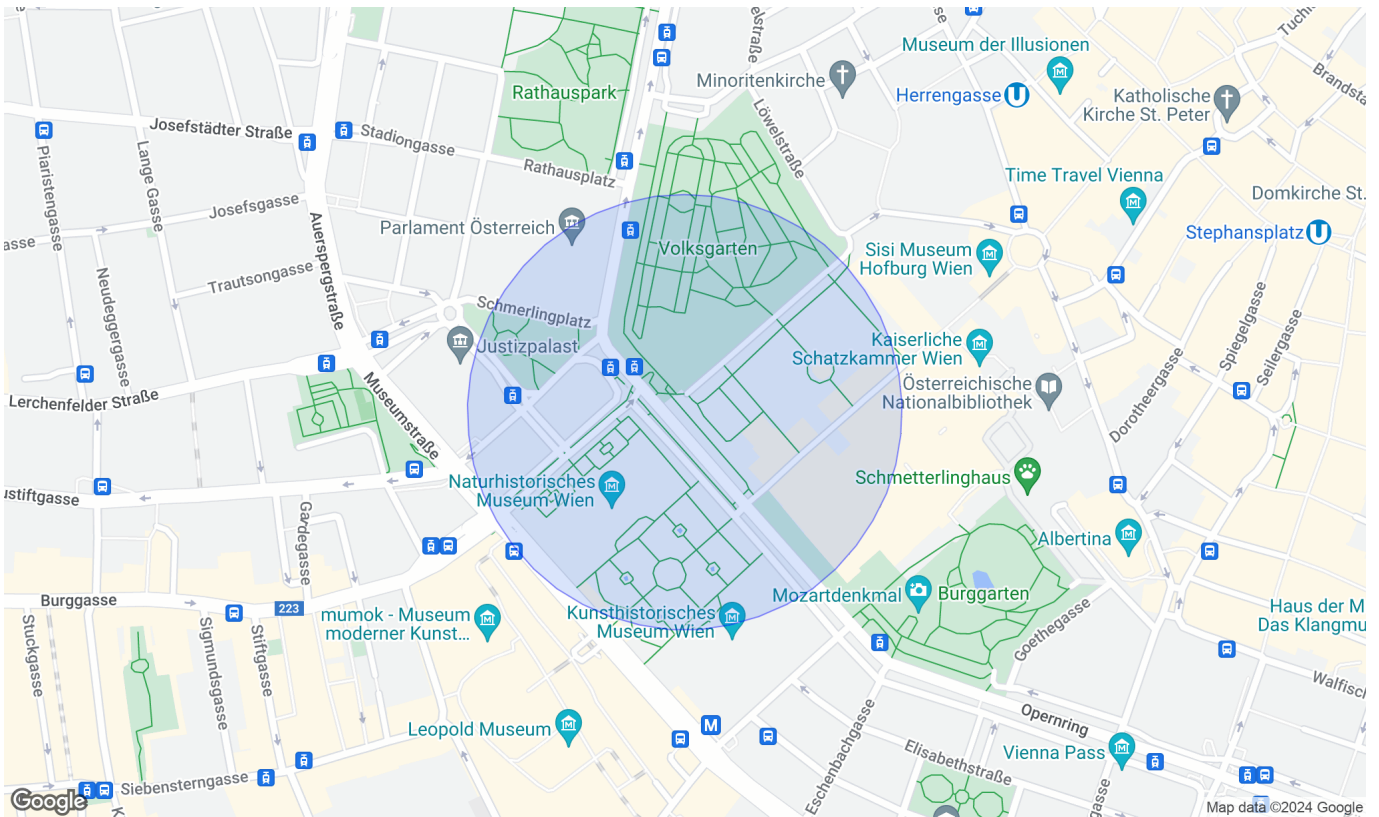 Museum der Illusionen
Minoritenkirche
Herrengasse
Katholische
Kirche St. Peter
Rathauspark
Josefstädter Straße
Stadiongasse
Rathausplatz
Löwelstraße
Piaristengasse
Lange Gasse
Josefsgasse
Auerspergstraße
Time Travel Vienna
Domkirche St.
Stephansplatz
Parlament Österreich
Volksgarten
Sisi Museum
Hofburg Wien
Trautsongasse
Neudeggergasse
Schmerlingplatz
Justizpalast
Kaiserliche
Schatzkammer Wien
Österreichische
Nationalbibliothek
Spiegelgasse
Seilergasse
Dorotheergasse
Lerchenfelder Straße
Museumstraße
Naturhistorisches
Museum Wien
Schmetterlinghaus
ustiftgasse
Gardegasse
Albertina
Burggasse
223
mumok - Museum
moderner Kunst...
Kunsthistorisches
Museum Wien
Mozartdenkmal
Burggarten
Goethegasse
Haus der M
Das Klangmu
Stuckgasse
Sigmundsgasse
Stiftgasse
Walfisch
Leopold Museum
M
Opernring
Eschenbachgasse
Elisabethstraße
Vienna Pass
Siebensterngasse
Google
Map data ©2024 Google